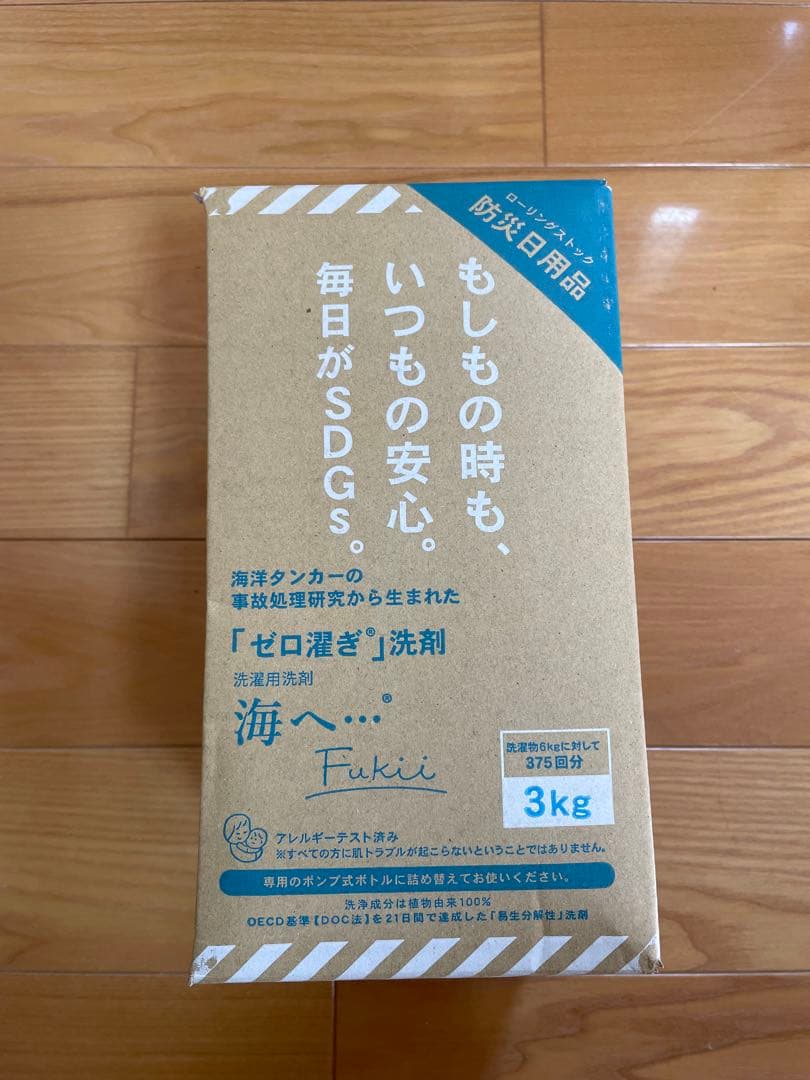 ローリングストック
防災日用品
もしもの時も、
いつもの安心。
毎日がSDGs。
海洋タンカーの
事故処理研究から生まれた
「ゼロ濯ぎ®」洗剤
洗濯用洗剤
海へ…®
Fukii
洗濯物6kgに対して
375回分
3kg
アレルギーテスト済み
※すべての方に肌トラブルが起こらないということではありません。
専用のポンプ式ボトルに詰め替えてお使いください。
洗浄成分は植物由来100%
OECD基準【DOC法】を21日間で達成した「易生分解性」洗剤